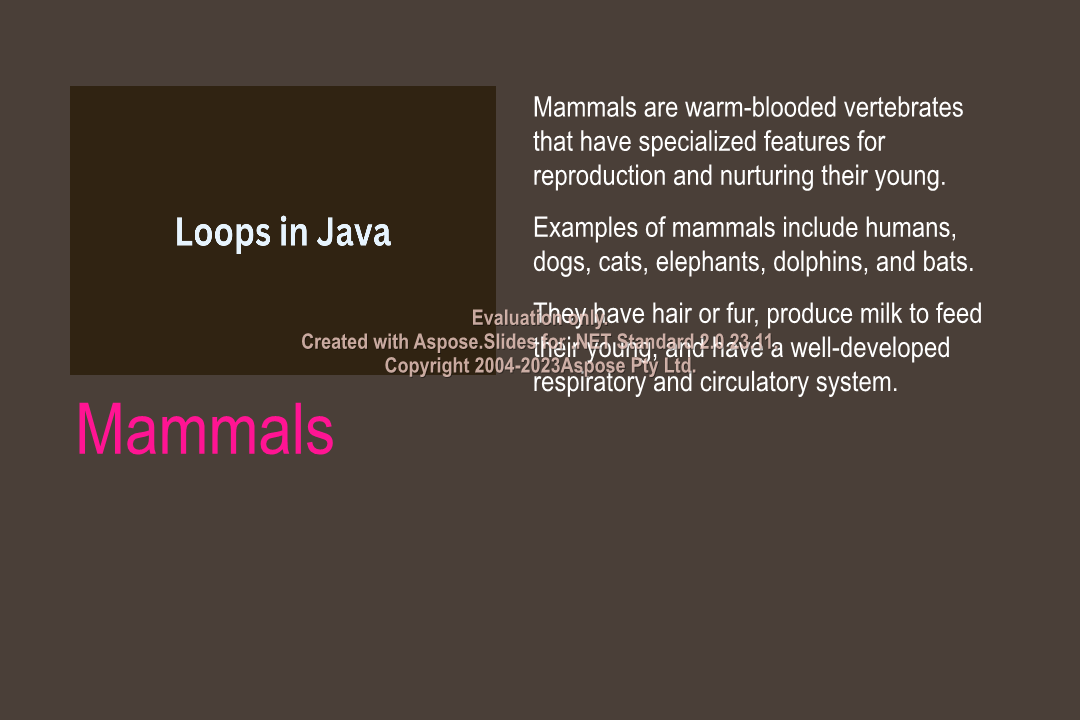 Loops in Java
Mammals
Mammals are warm-blooded vertebrates
that have specialized features for
reproduction and nurturing their young.
Examples of mammals include humans,
dogs, cats, elephants, dolphins, and bats.
They have hair or fur, produce milk to feed
their young, and have a well-developed
respiratory and circulatory system.
Evaluation only.
Created with Aspose.Slides for .NET Standard 2.0 23.11.
Copyright 2004-2023Aspose Pty Ltd.